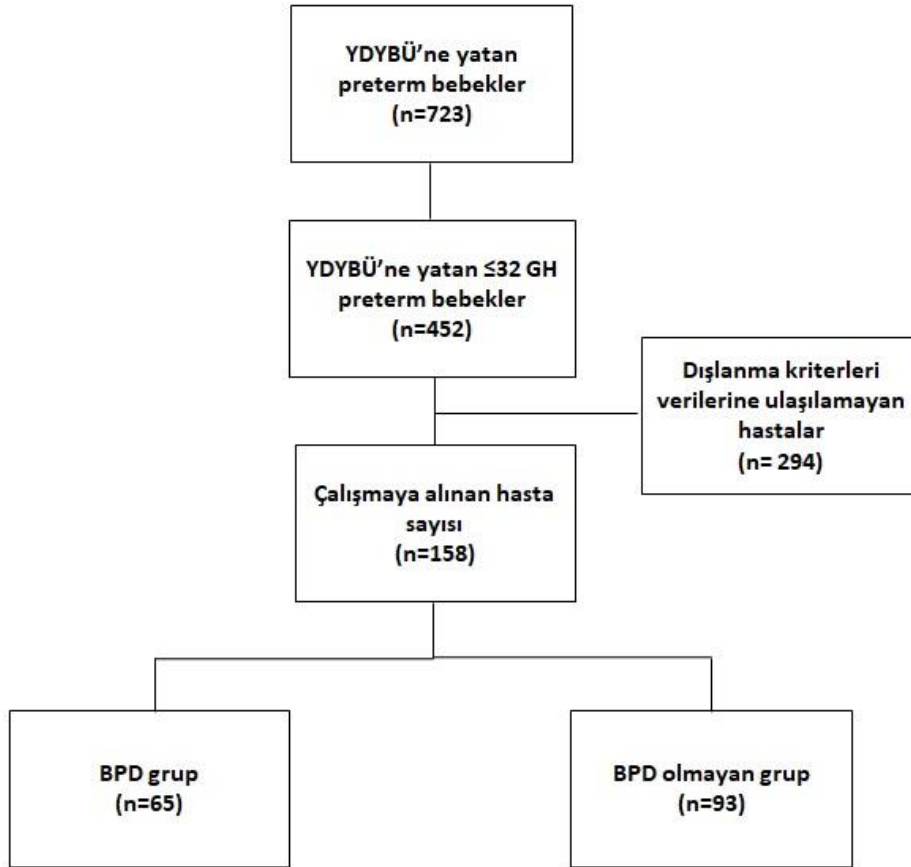 YDYBÜ’ne yatan
preterm bebekler
(n=723)
YDYBÜ’ne yatan ≤32 GH
preterm bebekler
(n=452)
Dışlanma kriterleri
verilerine ulaşılamayan
hastalar
(n= 294)
Çalışmaya alınan hasta
sayısı
(n=158)
BPD grup
(n=65)
BPD olmayan grup
(n=93)